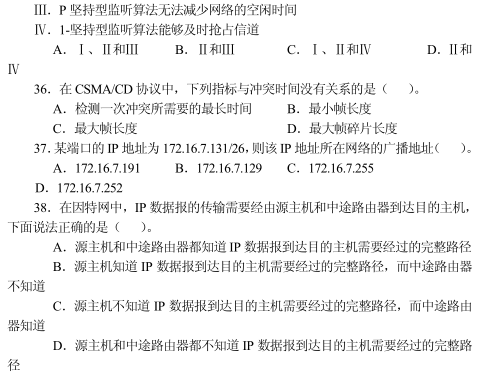 Ⅲ．P 坚持型监听算法无法减少网络的空闲时间
Ⅳ．1-坚持型监听算法能够及时抢占信道
A．Ⅰ、Ⅱ和Ⅲ B．Ⅱ和Ⅲ C．Ⅰ、Ⅱ和Ⅳ D．Ⅱ和
Ⅳ
36．在 CSMA/CD 协议中，下列指标与冲突时间没有关系的是（ ）。
A．检测一次冲突所需要的最长时间 B．最小帧长度
C．最大帧长度 D．最大帧碎片长度
37．某端口的 IP 地址为 172.16.7.131/26，则该 IP 地址所在网络的广播地址（ ）。
A．172.16.7.191 B．172.16.7.129 C．172.16.7.255
D．172.16.7.252
38．在因特网中，IP 数据报的传输需要经由源主机和中途路由器到达目的主机，
下面说法正确的是（ ）。
A．源主机和中途路由器都知道 IP 数据报到达目的主机需要经过的完整路径
B．源主机知道 IP 数据报到达目的主机需要经过的完整路径，而中途路由器
不知道
C．源主机不知道 IP 数据报到达目的主机需要经过的完整路径，而中途路由
器知道
D．源主机和中途路由器都不知道 IP 数据报到达目的主机需要经过的完整路
径